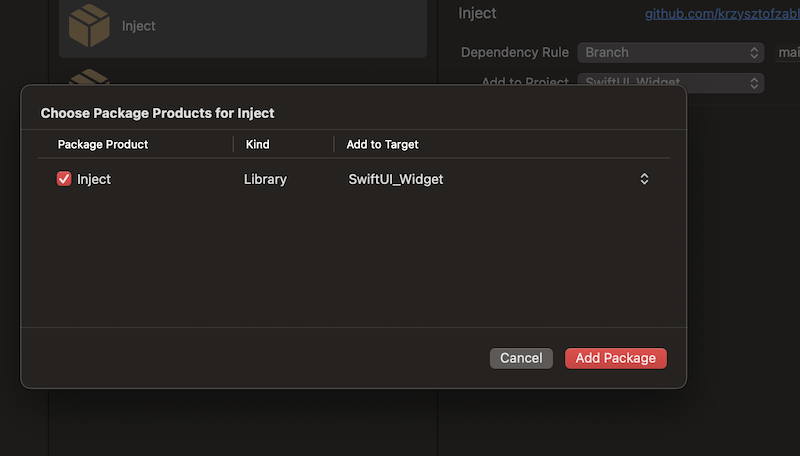 Inject
Inject
github.com/krzysztofzabl
Dependency Rule
Branch
mai
Add to Project
SwiftUI_Widget
Choose Package Products for Inject
Package Product
Kind
Add to Target
Inject
Library
SwiftUI_Widget
Cancel
Add Package